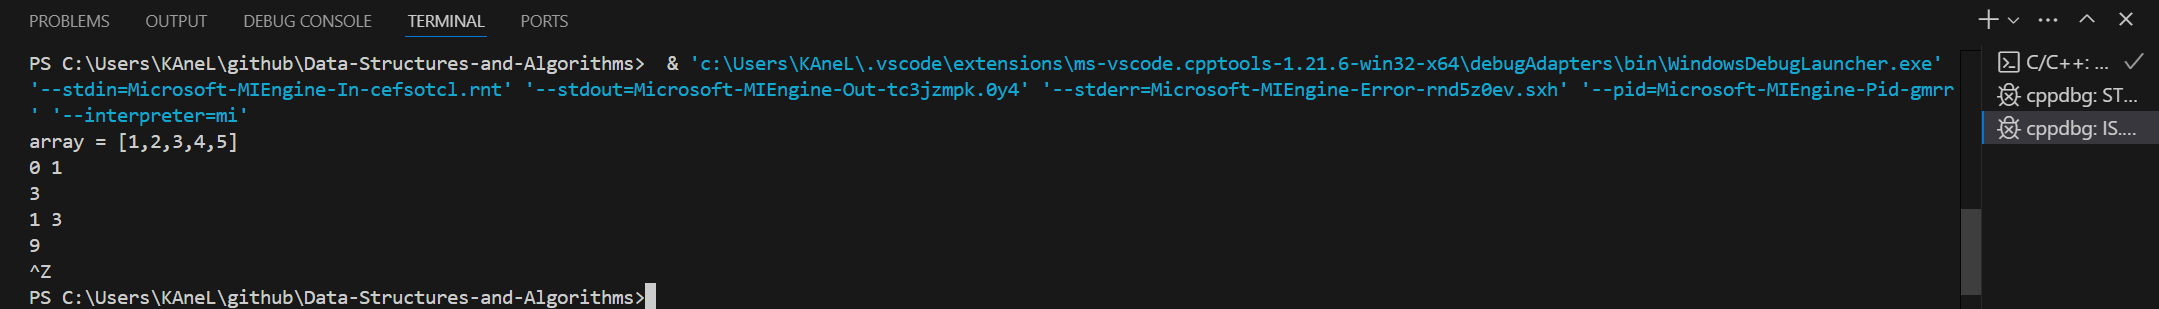 PROBLEMS OUTPUT DEBUG CONSOLE TERMINAL PORTS
PS C:\Users\KAneL\github\Data-Structures-and-Algorithms>  & 'c:\Users\KAneL\.vscode\extensions\ms-vscode.cpptools-1.21.6-win32-x64\debugAdapters\bin\WindowsDebugLauncher.exe'
'--stdin=Microsoft-MIEngine-In-cefsotcl.rnt' '--stdout=Microsoft-MIEngine-Out-tc3jzmpk.0y4' '--stderr=Microsoft-MIEngine-Error-rnd5z0ev.sxh' '--pid=Microsoft-MIEngine-Pid-gmrr
' '--interpreter=mi'
array = [1,2,3,4,5]
0 1
3
1 3
9
^Z
PS C:\Users\KAneL\github\Data-Structures-and-Algorithms>
C/C++: ...
cppdbg: ST...
cppdbg: IS....